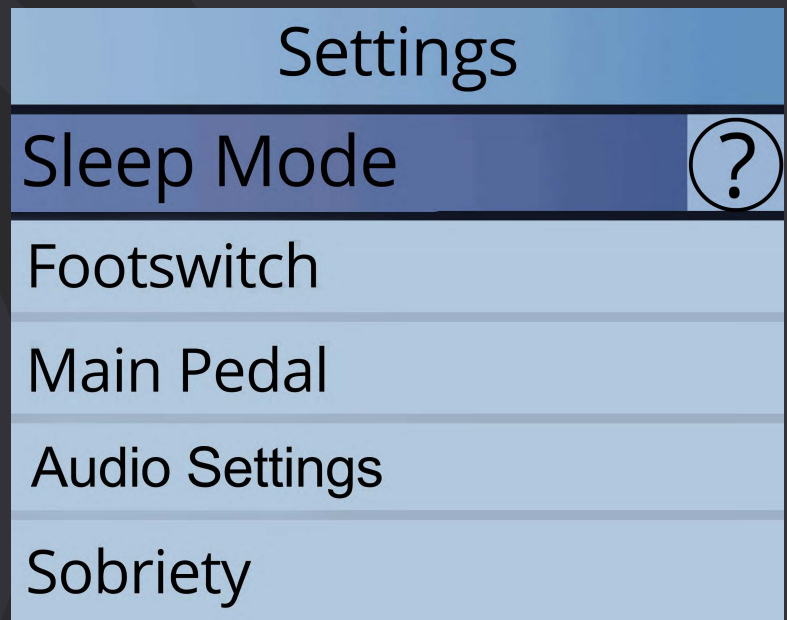 Settings
Sleep Mode ?
Footswitch
Main Pedal
Audio Settings
Sobriety